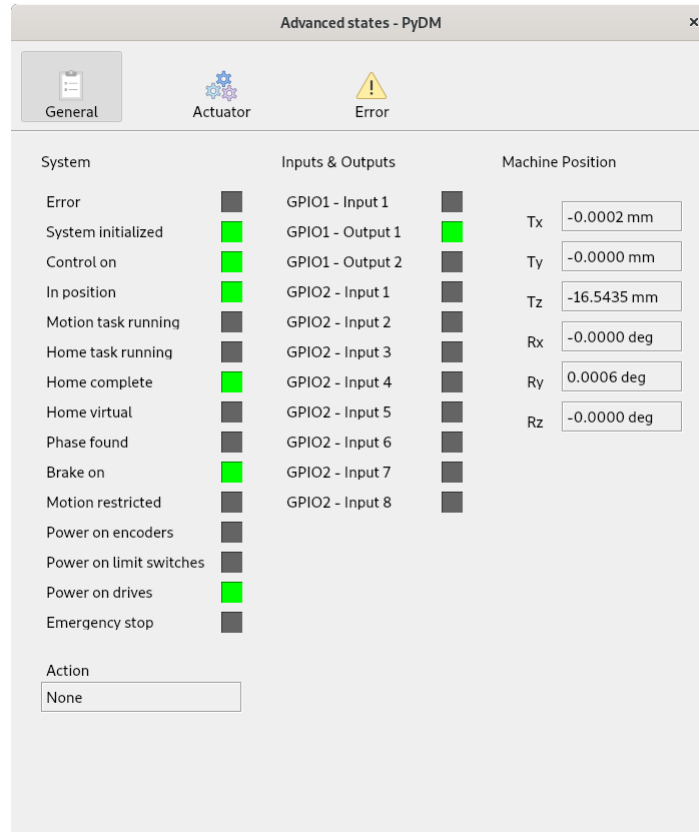 Advanced states - PyDM
General
Actuator
Error
System
Error
System initialized
Control on
In position
Motion task running
Home task running
Home complete
Home virtual
Phase found
Brake on
Motion restricted
Power on encoders
Power on limit switches
Power on drives
Emergency stop
Action
None
Inputs & Outputs
GPIO1 - Input 1
GPIO1 - Output 1
GPIO1 - Output 2
GPIO2 - Input 1
GPIO2 - Input 2
GPIO2 - Input 3
GPIO2 - Input 4
GPIO2 - Input 5
GPIO2 - Input 6
GPIO2 - Input 7
GPIO2 - Input 8
Machine Position
Tx -0.0002 mm
Ty -0.0000 mm
Tz -16.5435 mm
Rx -0.0000 deg
Ry 0.0006 deg
Rz -0.0000 deg